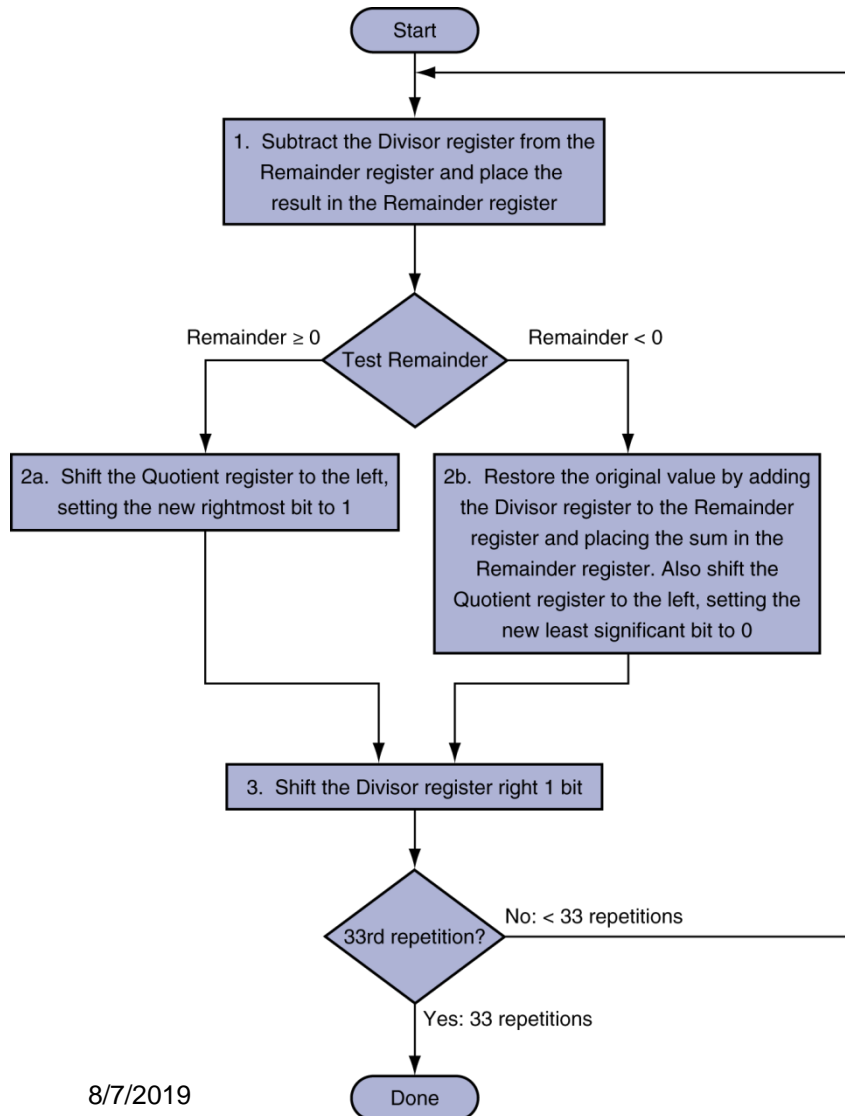 Start
1. Subtract the Divisor register from the
Remainder register and place the
result in the Remainder register
Remainder ≥ 0
Remainder < 0
Test Remainder
2a. Shift the Quotient register to the left,
setting the new rightmost bit to 1
2b. Restore the original value by adding
the Divisor register to the Remainder
register and placing the sum in the
Remainder register. Also shift the
Quotient register to the left, setting the
new least significant bit to 0
3. Shift the Divisor register right 1 bit
33rd repetition?
No: < 33 repetitions
Yes: 33 repetitions
8/7/2019
Done